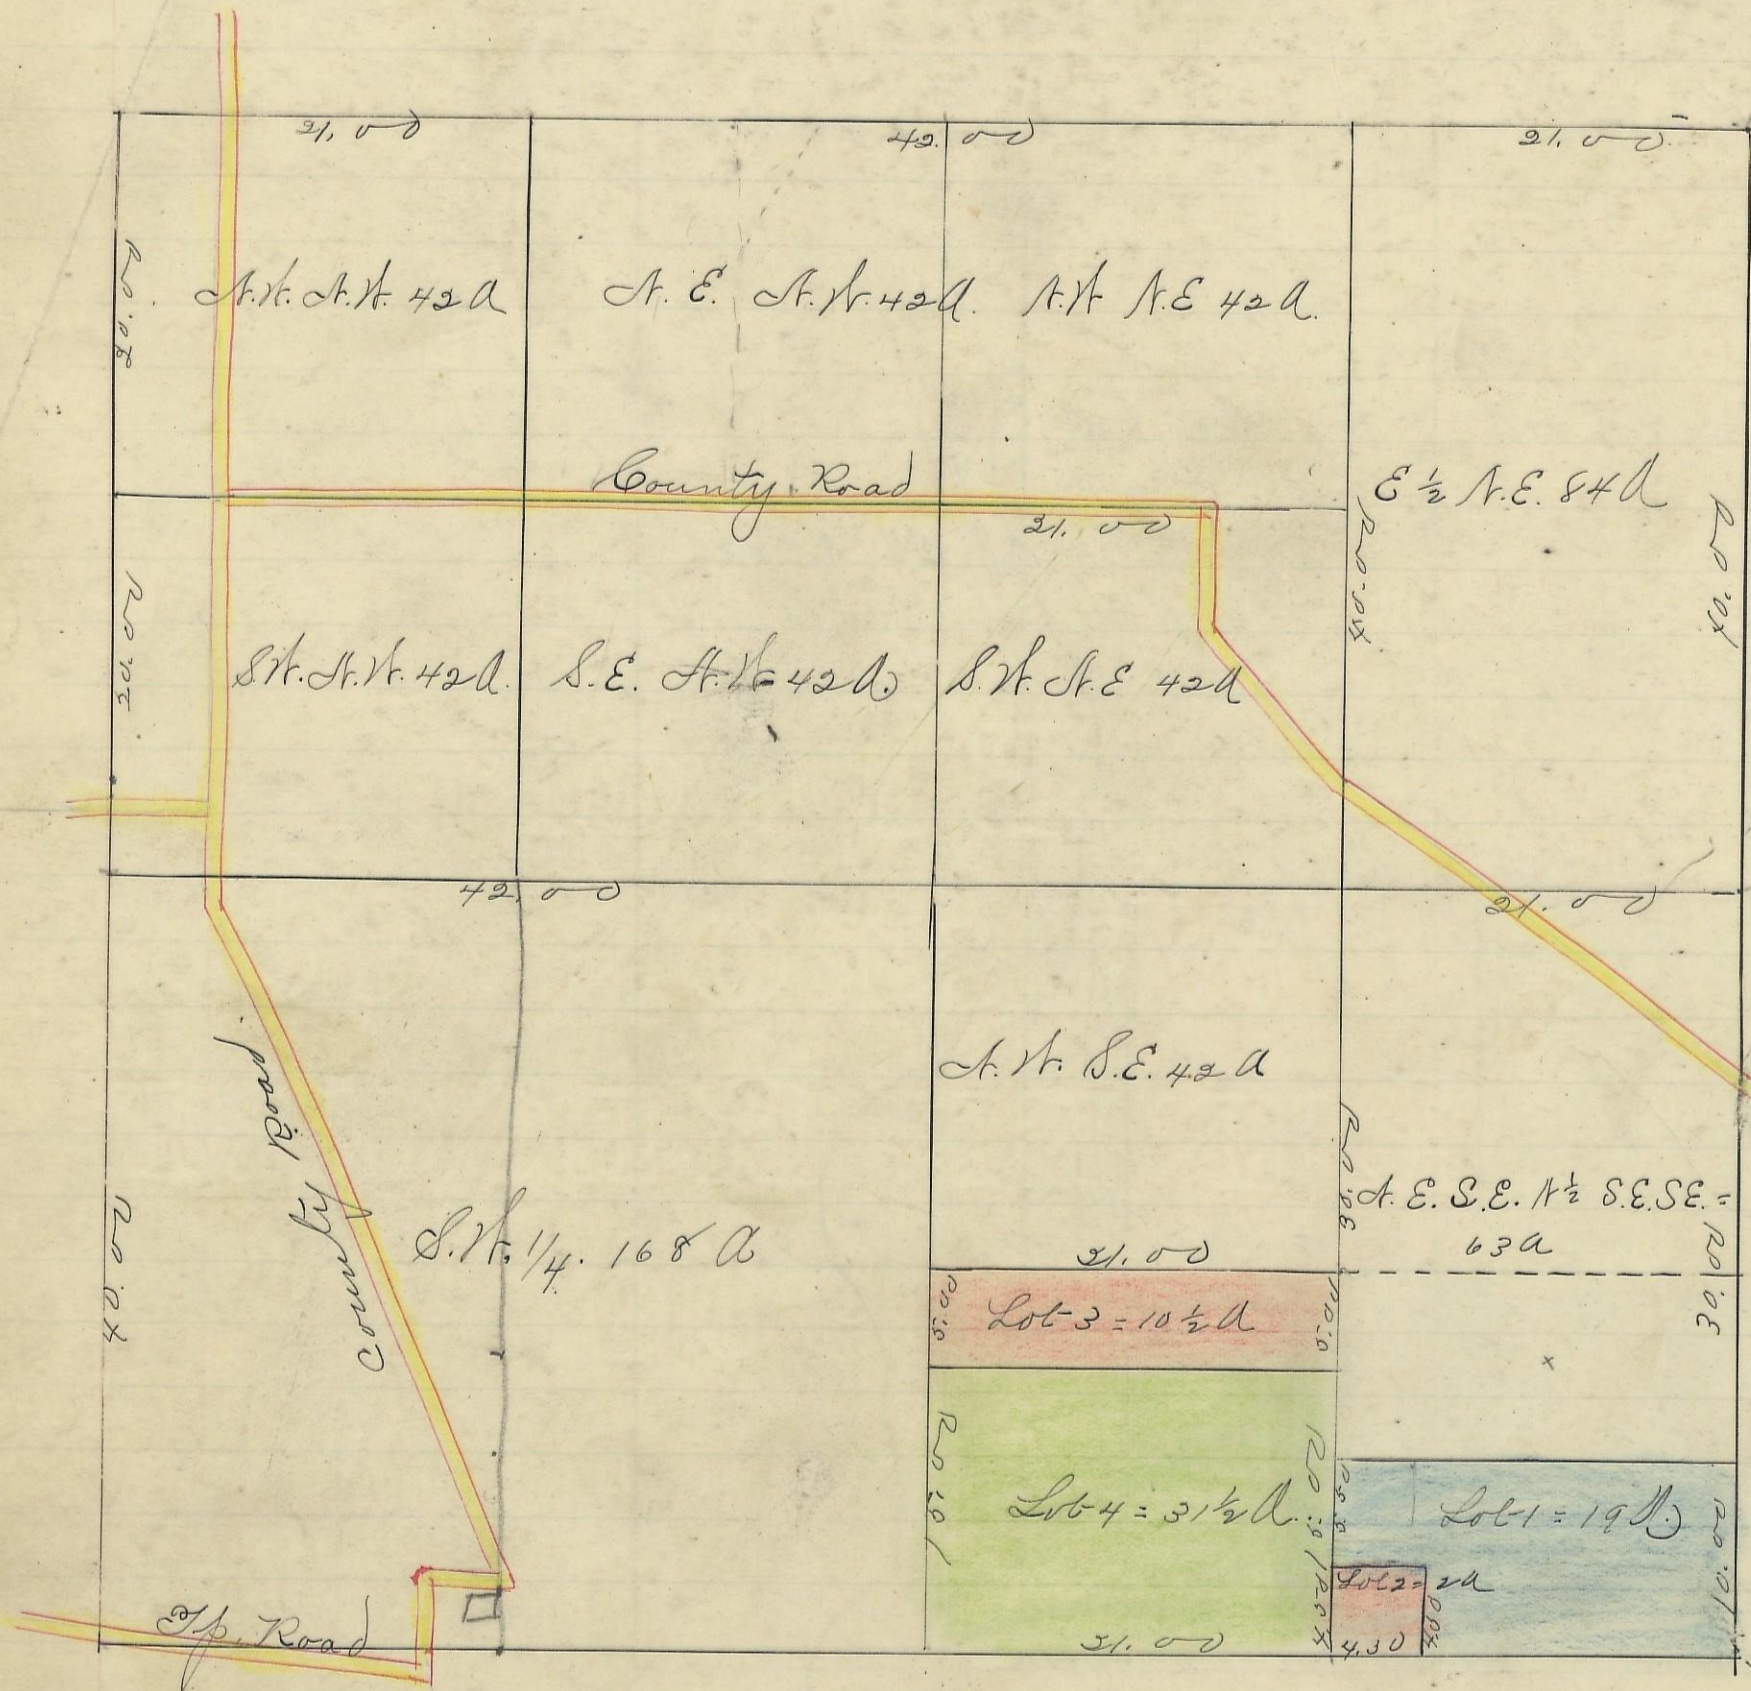 21.00
42.00
21.00
20.00
N.W. N.W. 42 A
N.E. N.W. 42 A.
N.W N.E 42 A.
County Road
21.00
E ½ N.E. 84 A
40.00
40.00
20.00
S.W. N.W. 42 A.
S.E. N.W. 42 A.
S.W. N.E 42 A
42.00
21.00
County Road
N.W. S.E. 42 A
40.00
S.W. 1/4. 168 A
20.00
N.E. S.E. N ½ S.E. SE. =
63 A
30.00
21.00
5.00
Lot 3 = 10 ½ A
5.00
15.00
Lot 4 = 31 ½ A.
Lot 1 = 19 A.
10.00
Lot 2 = 2 A
Tp. Road
21.00
4.30